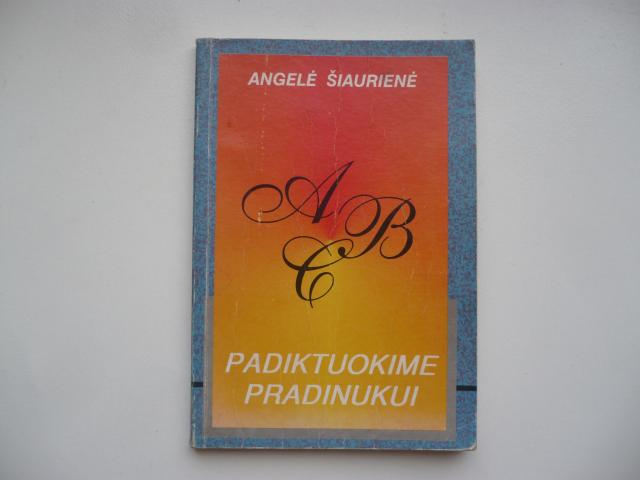 ANGELĖ ŠIAURIENĖ
A
B
C
PADIKTUOKIME
PRADINUKUI